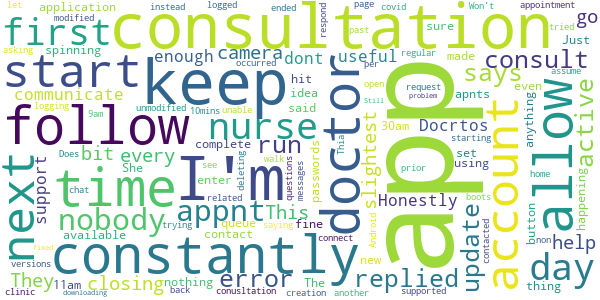 let application instead logged ended page covid Won't appointment
modified respond tried go
first consultation
spinning enough camera dont past useful regular sure made Just
start keep doctor hit idea per says consult
communicate occurred open app even
unmodified 10mins said unable Still request apnts assume
follow nurse run problem account allow active
9am logging asking complete Docrtos anything
Does bit every passwords 30am set using
next support time I'm slightest starting happening
She enter see walk questions messages Honestly prior
chat deleting related boots button home
nobody appnt This queue fine Thia new update day
available trying contact saying connect Android contacted non help
constantly
fixed
They 11am closing nothing error The replied thing
versions back conusltation creation another supported
clinic downloading